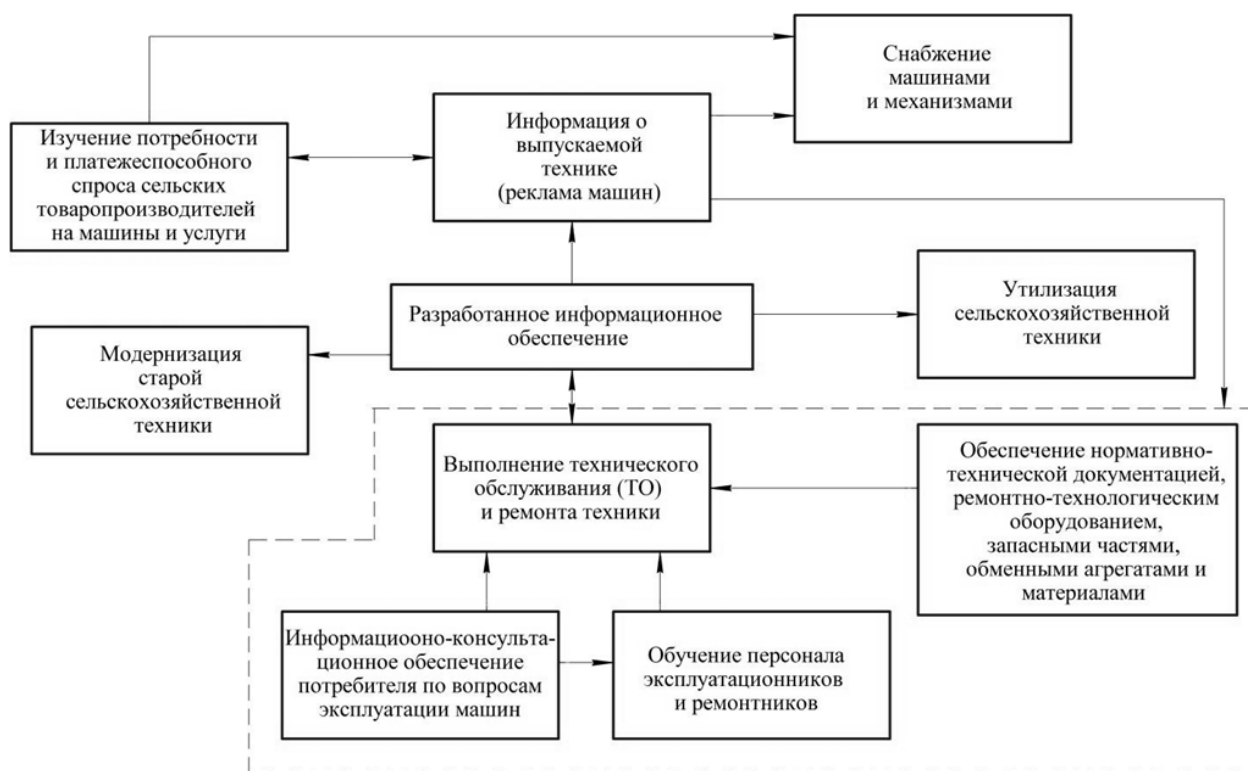 Снабжение
машинами
и механизмами
Информация о
выпускаемой
технике
(реклама машин)
Изучение потребности
и платежеспособного
спроса сельских
товаропроизводителей
на машины и услуги
Разработанное информационное
обеспечение
Утилизация
сельскохозяйственной
техники
Модернизация
старой
сельскохозяйственной
техники
Выполнение технического
обслуживания (ТО)
и ремонта техники
Обеспечение нормативно-
технической документацией,
ремонтно-технологическим
оборудованием,
запасными частями,
обменными агрегатами и
материалами
Информациооно-консульта-
ационное обеспечение
потребителя по вопросам
эксплуатации машин
Обучение персонала
эксплуатационников
и ремонтников